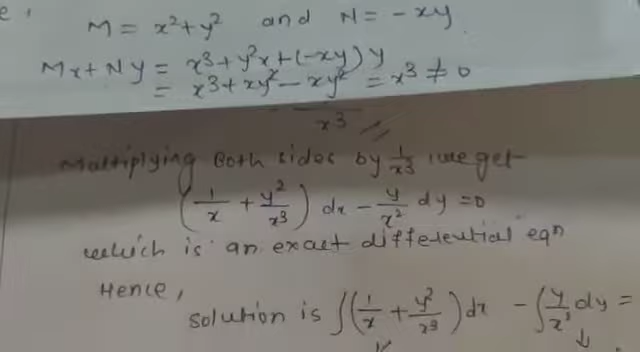 e,
M = x² + y² and N = - xy
Mx + Ny = x³ + y²x + (-xy) y
= x³ + xy² - xy² = x³ ≠ 0
x³
Multiplying Both sides by 1/x³, we get
(1/x + y²/x³) dx - y/x² dy = 0
which is an exact differential eqn
Hence,
solution is ∫(1/x + y²/x³) dx - ∫ y/x² dy =